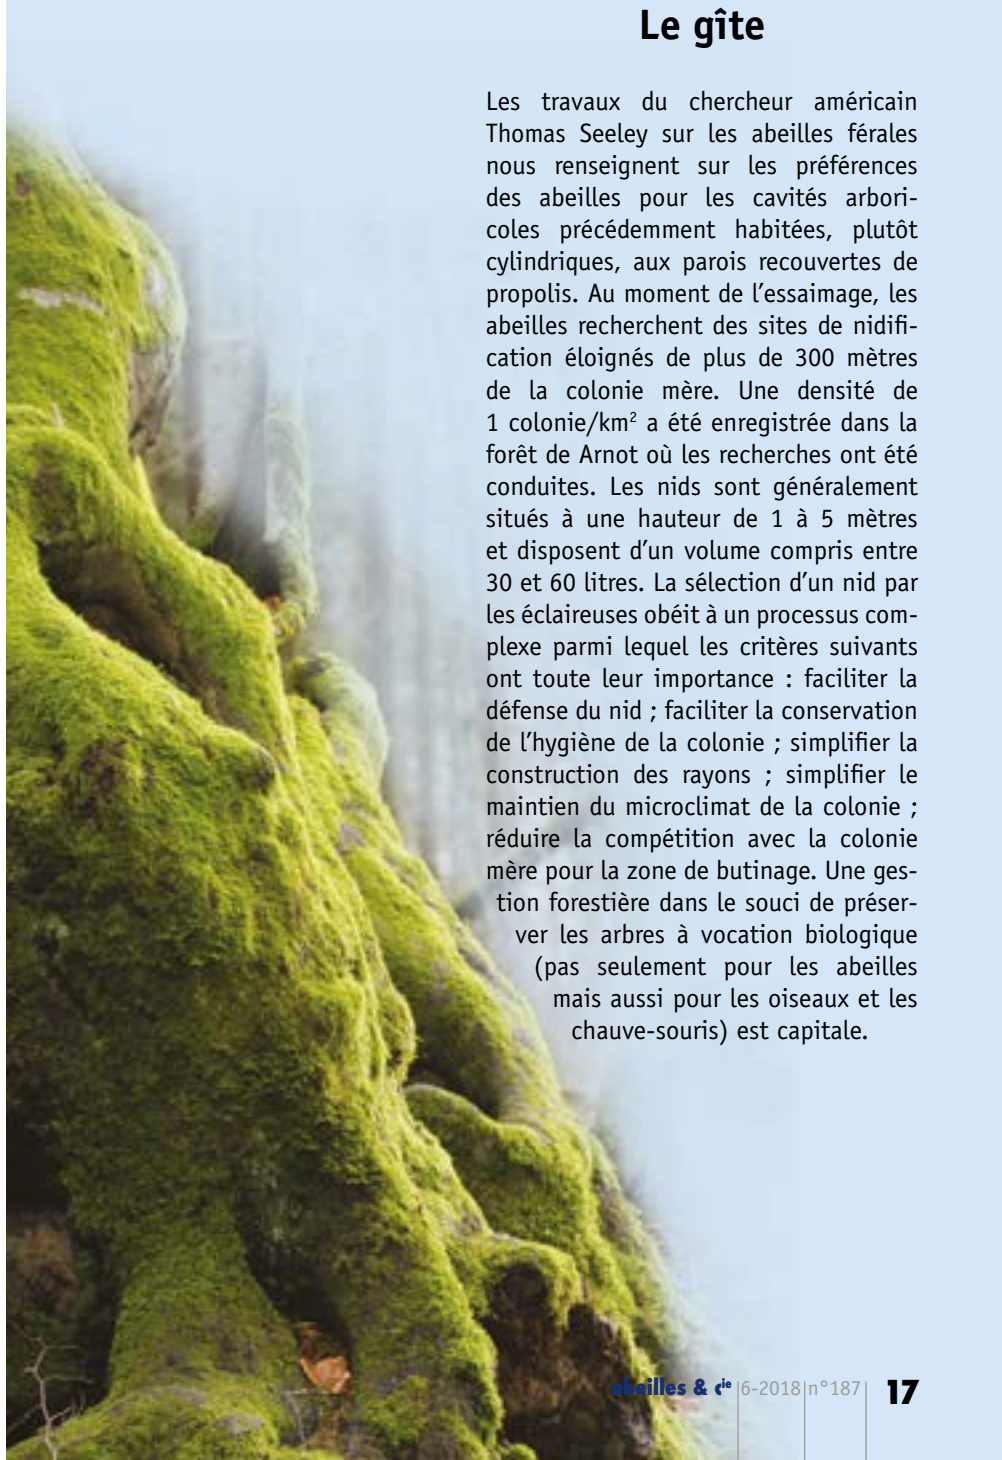 Le gîte
Les travaux du chercheur américain
Thomas Seeley sur les abeilles férales
nous renseignent sur les préférences
des abeilles pour les cavités arbori-
coles précédemment habitées, plutôt
cylindriques, aux parois recouvertes de
propolis. Au moment de l’essaimage, les
abeilles recherchent des sites de nidifi-
cation éloignés de plus de 300 mètres
de la colonie mère. Une densité de
1 colonie/km² a été enregistrée dans la
forêt de Arnot où les recherches ont été
conduites. Les nids sont généralement
situés à une hauteur de 1 à 5 mètres
et disposent d’un volume compris entre
30 et 60 litres. La sélection d’un nid par
les éclaireuses obéit à un processus com-
plexe parmi lequel les critères suivants
ont toute leur importance : faciliter la
défense du nid ; faciliter la conservation
de l’hygiène de la colonie ; simplifier la
construction des rayons ; simplifier le
maintien du microclimat de la colonie ;
réduire la compétition avec la colonie
mère pour la zone de butinage. Une ges-
tion forestière dans le souci de préser-
ver les arbres à vocation biologique
(pas seulement pour les abeilles
mais aussi pour les oiseaux et les
chauve-souris) est capitale.
abeilles & cie |6-2018|n°187| 17